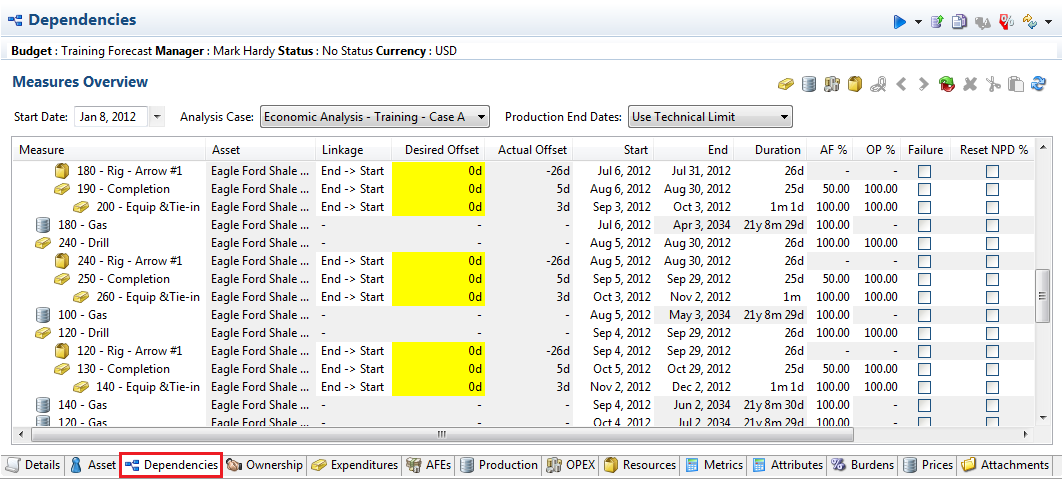 Dependencies
Budget : Training Forecast Manager : Mark Hardy Status : No Status Currency : USD
Measures Overview
Start Date: Jan 8, 2012 Analysis Case: Economic Analysis - Training - Case A Production End Dates: Use Technical Limit
Measure Asset Linkage Desired Offset Actual Offset Start End Duration AF % OP % Failure Reset NPD %
180 - Rig - Arrow #1 Eagle Ford Shale ... End -> Start 0d -26d Jul 6, 2012 Jul 31, 2012 26d - -
190 - Completion Eagle Ford Shale ... End -> Start 0d 5d Aug 6, 2012 Aug 30, 2012 25d 50.00 100.00
200 - Equip &Tie-in Eagle Ford Shale ... End -> Start 0d 3d Sep 3, 2012 Oct 3, 2012 1m 1d 100.00 100.00
180 - Gas Eagle Ford Shale ... - - - Jul 6, 2012 Apr 3, 2034 21y 8m 29d 100.00 -
240 - Drill Eagle Ford Shale ... - - - Aug 5, 2012 Aug 30, 2012 26d 100.00 100.00
240 - Rig - Arrow #1 Eagle Ford Shale ... End -> Start 0d -26d Aug 5, 2012 Aug 30, 2012 26d - -
250 - Completion Eagle Ford Shale ... End -> Start 0d 5d Sep 5, 2012 Sep 29, 2012 25d 50.00 100.00
260 - Equip &Tie-in Eagle Ford Shale ... End -> Start 0d 3d Oct 3, 2012 Nov 2, 2012 1m 100.00 100.00
100 - Gas Eagle Ford Shale ... - - - Aug 5, 2012 May 3, 2034 21y 8m 29d 100.00 -
120 - Drill Eagle Ford Shale ... - - - Sep 4, 2012 Sep 29, 2012 26d 100.00 100.00
120 - Rig - Arrow #1 Eagle Ford Shale ... End -> Start 0d -26d Sep 4, 2012 Sep 29, 2012 26d - -
130 - Completion Eagle Ford Shale ... End -> Start 0d 5d Oct 5, 2012 Oct 29, 2012 25d 50.00 100.00
140 - Equip &Tie-in Eagle Ford Shale ... End -> Start 0d 3d Nov 2, 2012 Dec 2, 2012 1m 1d 100.00 100.00
140 - Gas Eagle Ford Shale ... - - - Sep 4, 2012 Jun 2, 2034 21y 8m 30d 100.00 -
120 - Gas Eagle Ford Shale ... - - - Oct 4, 2012 Jul 2, 2034 21y 8m 29d 100.00 -
Details Asset Dependencies Ownership Expenditures AFEs Production OPEX Resources Metrics Attributes Burdens Prices Attachments